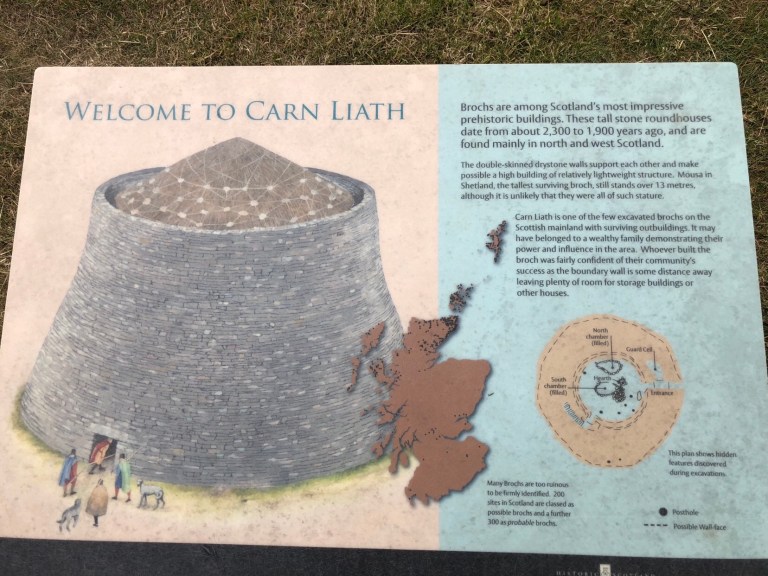 WELCOME TO CARN LIATH
Brochs are among Scotland's most impressive
prehistoric buildings. These tall stone roundhouses
date from about 2,300 to 1,900 years ago, and are
found mainly in north and west Scotland.
The double-skinned drystone walls support each other and make
possible a high building of relatively lightweight structure. Mousa in
Shetland, the tallest surviving broch, still stands over 13 metres,
although it is unlikely that they were all of such stature.
Carn Liath is one of the few excavated brochs on the
Scottish mainland with surviving outbuildings. It may
have belonged to a wealthy family demonstrating their
power and influence in the area. Whoever built the
broch was fairly confident of their community's
success as the boundary wall is some distance away
leaving plenty of room for storage buildings or
other houses.
North
chamber
(filled)
Guard Cell
South
chamber
(filled)
Hearth
Entrance
This plan shows hidden
features discovered
during excavations.
Many Brochs are too ruinous
to be firmly identified. 200
sites in Scotland are classed as
possible brochs and a further
300 as probable brochs.
Posthole
Possible Wall-face
HISTORIC SCOTLAND